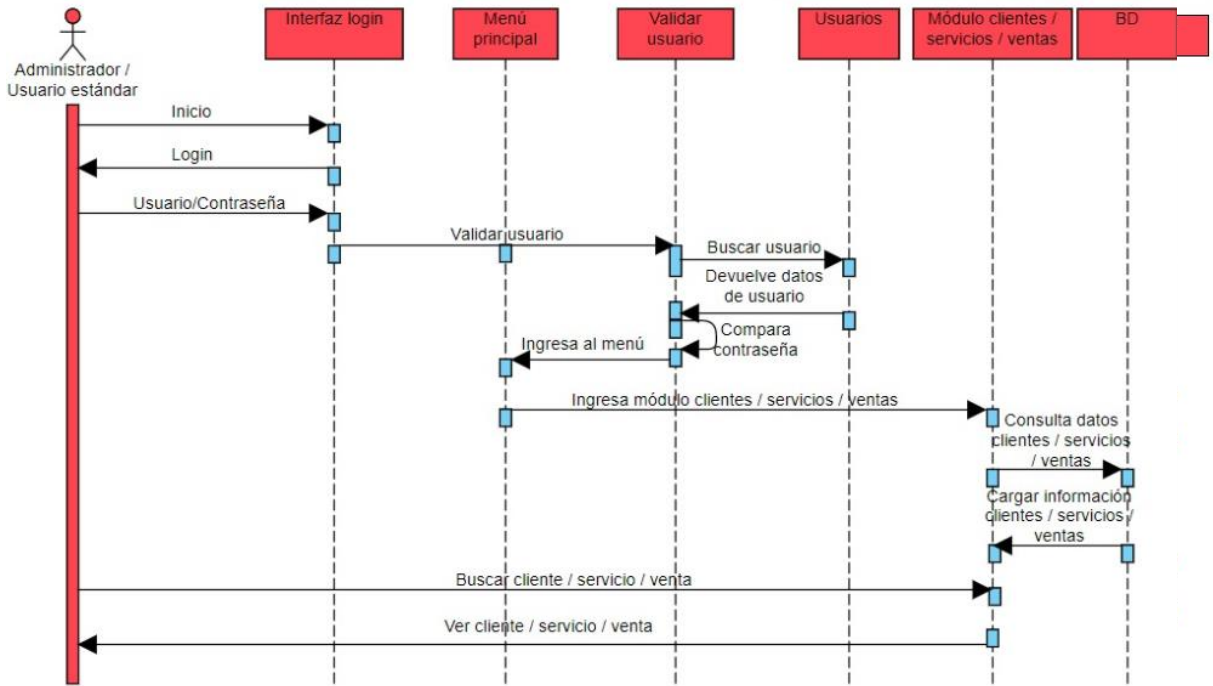 Interfaz login
Menú
principal
Validar
usuario
Usuarios
Módulo clientes /
servicios / ventas
BD
Administrador /
Usuario estándar
Inicio
Login
Usuario/Contraseña
Validar usuario
Buscar usuario
Devuelve datos
de usuario
Compara
contraseña
Ingresa al menú
Ingresa módulo clientes / servicios / ventas
Consulta datos
clientes / servicios
/ ventas
Cargar información
clientes / servicios /
ventas
Buscar cliente / servicio / venta
Ver cliente / servicio / venta